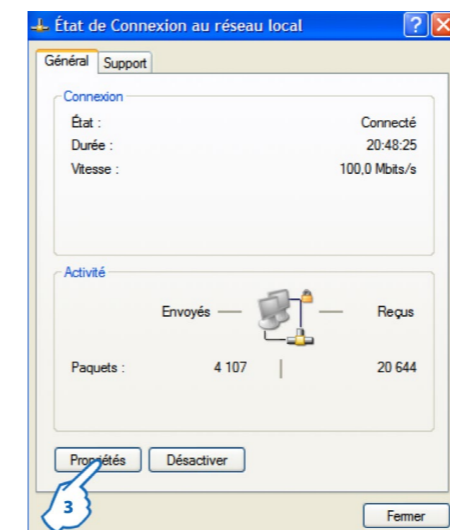 État de Connexion au réseau local
Général Support
Connexion
État : Connecté
Durée : 20:48:25
Vitesse : 100,0 Mbits/s
Activité
Envoyés Reçus
Paquets : 4 107 20 644
Propriétés Désactiver
3
Fermer